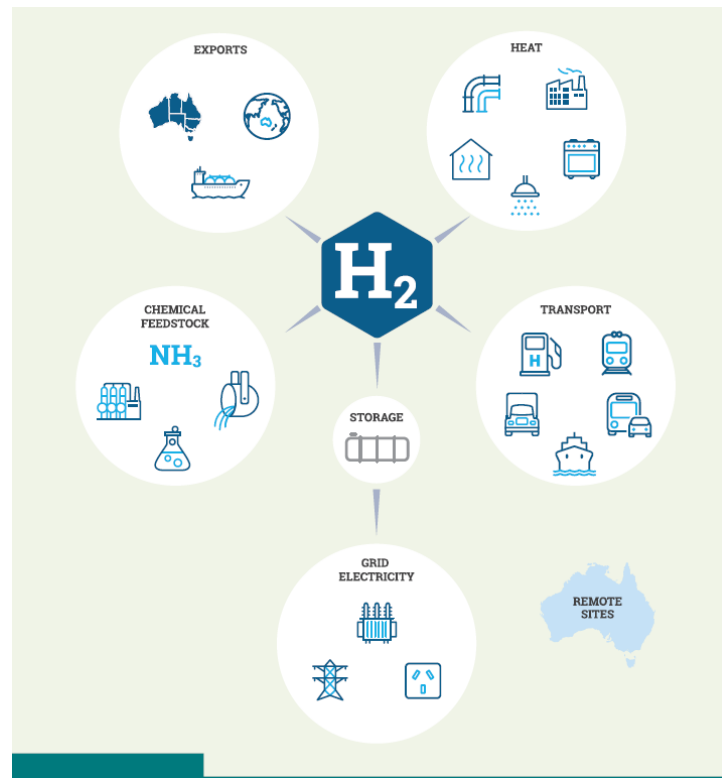 EXPORTS
HEAT
H₂
CHEMICAL
FEEDSTOCK
NH₃
TRANSPORT
H
STORAGE
GRID
ELECTRICITY
REMOTE
SITES